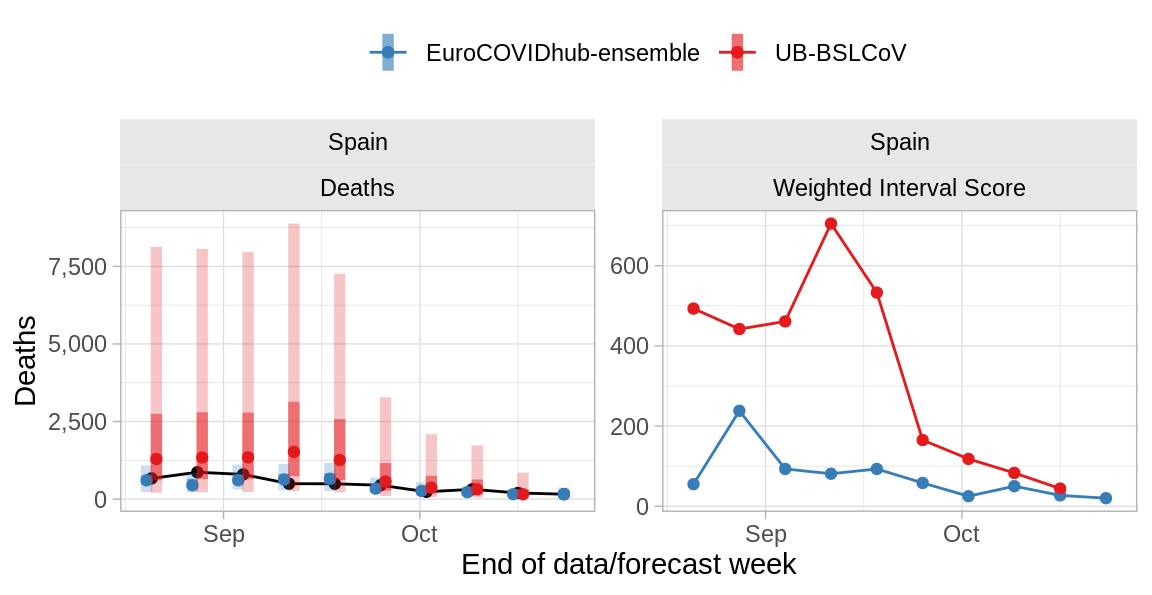 EuroCOVIDhub-ensemble UB-BSLCoV
Spain
Deaths
Deaths
7,500
5,000
2,500
0
Sep Oct
Spain
Weighted Interval Score
600
400
200
0
Sep Oct
End of data/forecast week